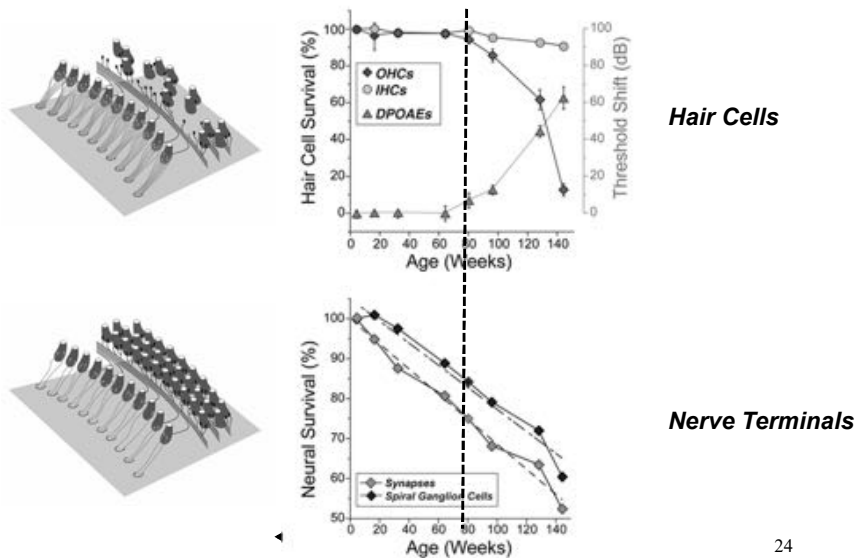 Hair Cell Survival (%)
100
80
60
40
20
0
OHCs
IHCs
DPOAEs
100
80
60
40
20
0
Threshold Shift (dB)
0 20 40 60 80 100 120 140
Age (Weeks)
Hair Cells
Neural Survival (%)
100
90
80
70
60
50
Synapses
Spiral Ganglion Cells
0 20 40 60 80 100 120 140
Age (Weeks)
Nerve Terminals
24